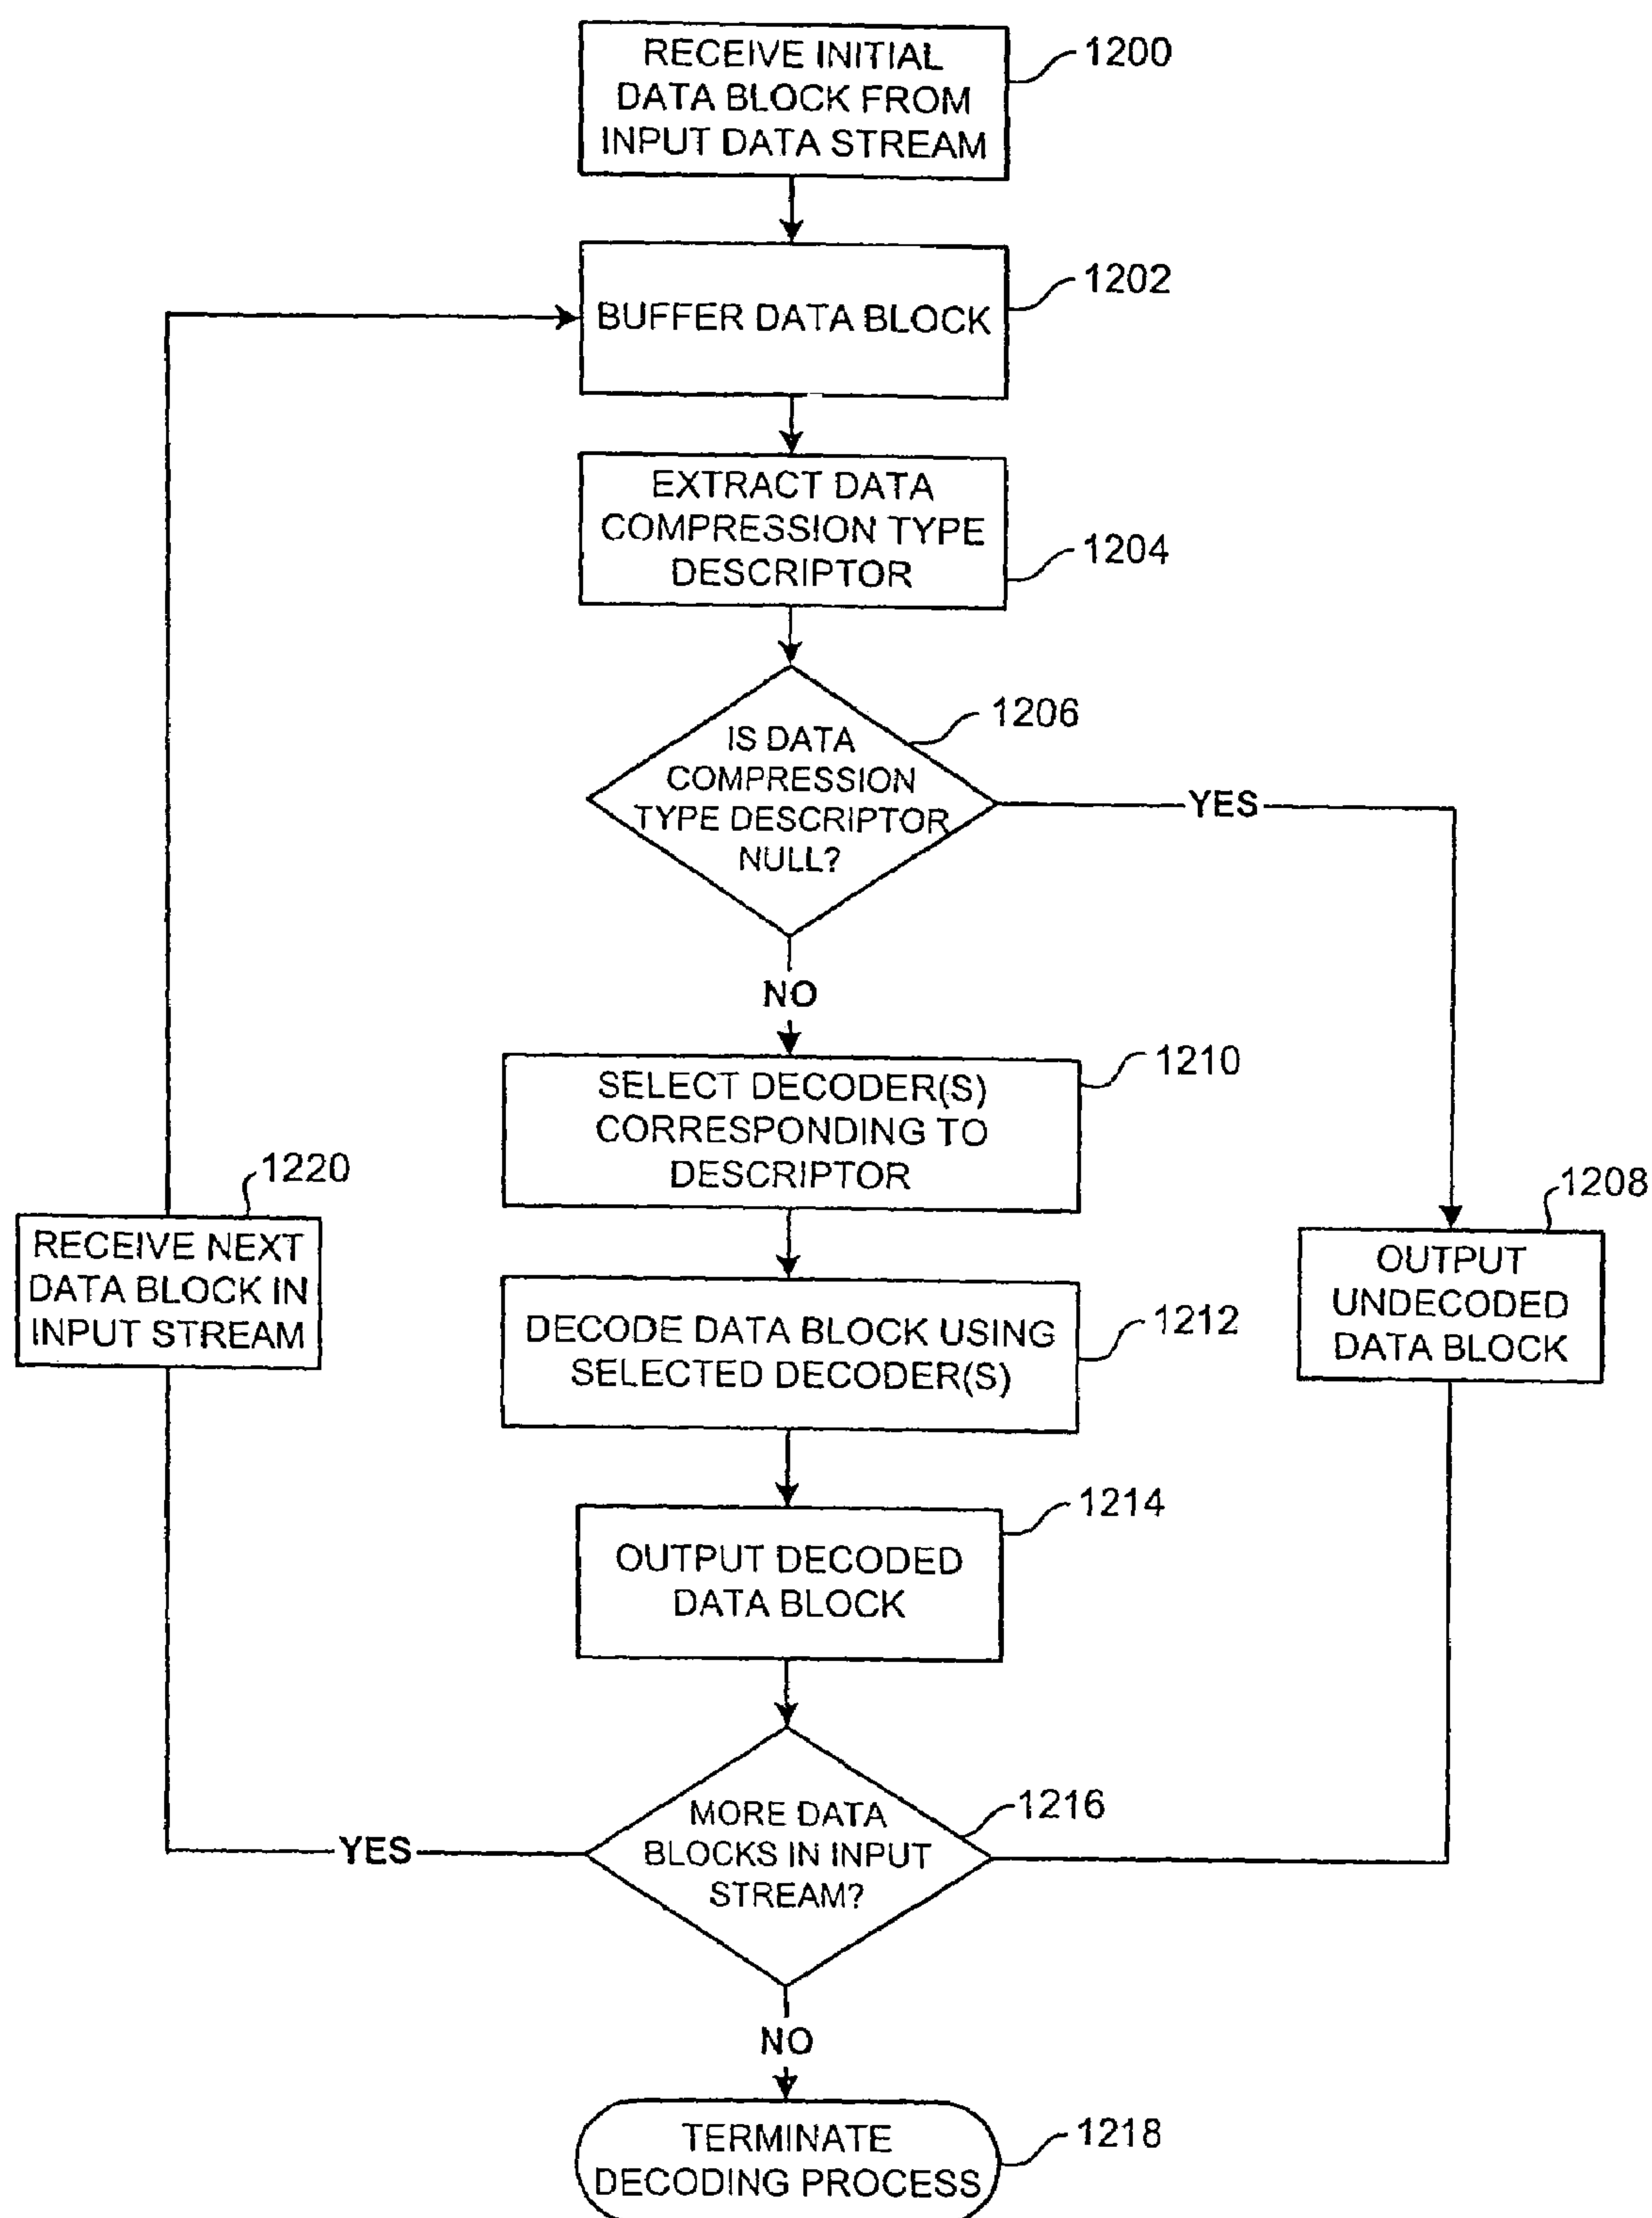 RECEIVE INITIAL
DATA BLOCK FROM
INPUT DATA STREAM
1200
BUFFER DATA BLOCK
1202
EXTRACT DATA
COMPRESSION TYPE
DESCRIPTOR
1204
IS DATA
COMPRESSION
TYPE DESCRIPTOR
NULL?
1206
YES
NO
SELECT DECODER(S)
CORRESPONDING TO
DESCRIPTOR
1210
1220
RECEIVE NEXT
DATA BLOCK IN
INPUT STREAM
1208
OUTPUT
UNDECODED
DATA BLOCK
DECODE DATA BLOCK USING
SELECTED DECODER(S)
1212
OUTPUT DECODED
DATA BLOCK
1214
MORE DATA
BLOCKS IN INPUT
STREAM?
1216
YES
NO
TERMINATE
DECODING PROCESS
1218